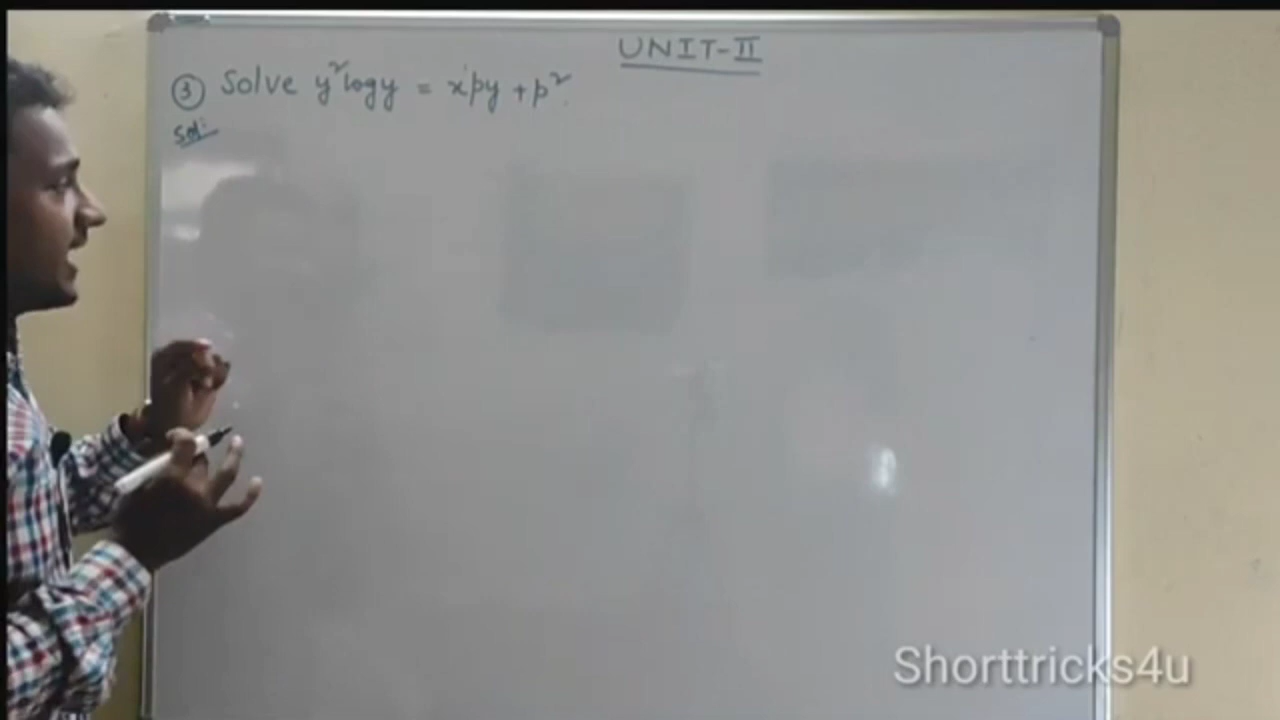 UNIT-II
③ Solve y²logy = xpy + p².
Sol:
Shorttricks4u